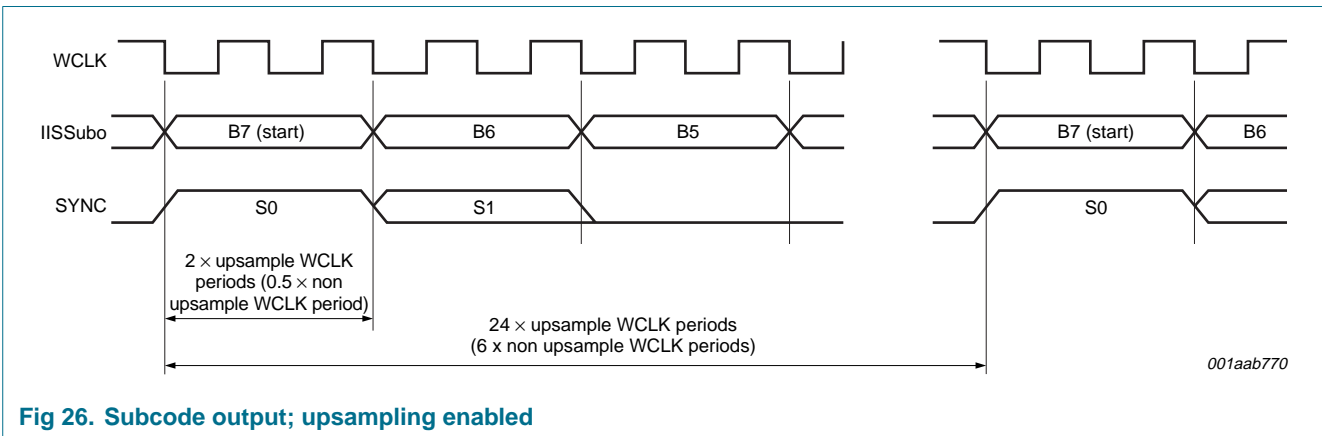 WCLK
IISSubo
B7 (start)
B6
B5
B7 (start)
B6
SYNC
S0
S1
S0
2 × upsample WCLK
periods (0.5 × non
upsample WCLK period)
24 × upsample WCLK periods
(6 x non upsample WCLK periods)
001aab770
Fig 26. Subcode output; upsampling enabled